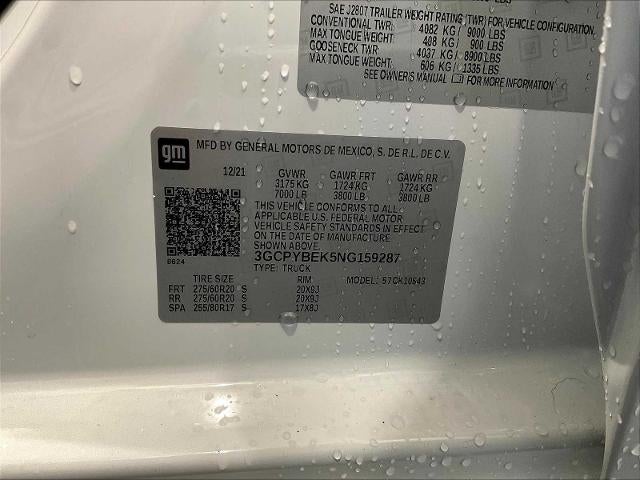 SAE J2807 TRAILER WEIGHT RATING (TWR) FOR VEHICLE CONFIGURATION.
CONVENTIONAL TWR: 4082 KG / 9000 LBS
MAX TONGUE WEIGHT: 408 KG / 900 LBS
GOOSENECK TWR: 4037 KG / 8900 LBS
MAX TONGUE WEIGHT: 606 KG / 1335 LBS
SEE OWNER'S MANUAL FOR MORE INFORMATION
gm MFD BY GENERAL MOTORS DE MEXICO, S. DE R.L. DE C.V.
12/21 GVWR GAWR FRT GAWR RR
3175 KG 1724 KG 1724 KG
7000 LB 3800 LB 3800 LB
THIS VEHICLE CONFORMS TO ALL
APPLICABLE U.S. FEDERAL MOTOR
VEHICLE SAFETY STANDARDS IN
EFFECT ON THE DATE OF MANUFACTURE
SHOWN ABOVE.
3GCPYBEK5NG159287
TYPE: TRUCK
6624
TIRE SIZE RIM
FRT 275/60R20 S 20X9J
RR 275/60R20 S 20X9J
SPA 255/80R17 S 17X8J
MODEL: